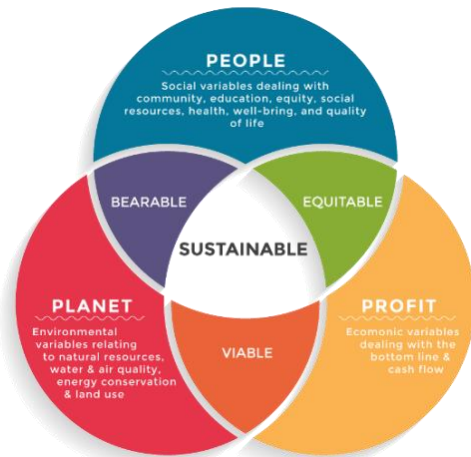 PEOPLE
Social variables dealing with
community, education, equity, social
resources, health, well-bring, and quality
of life
BEARABLE
EQUITABLE
SUSTAINABLE
PLANET
Environmental
variables relating
to natural resources,
water & air quality,
energy conservation
& land use
VIABLE
PROFIT
Ecomonic variables
dealing with the
bottom line &
cash flow